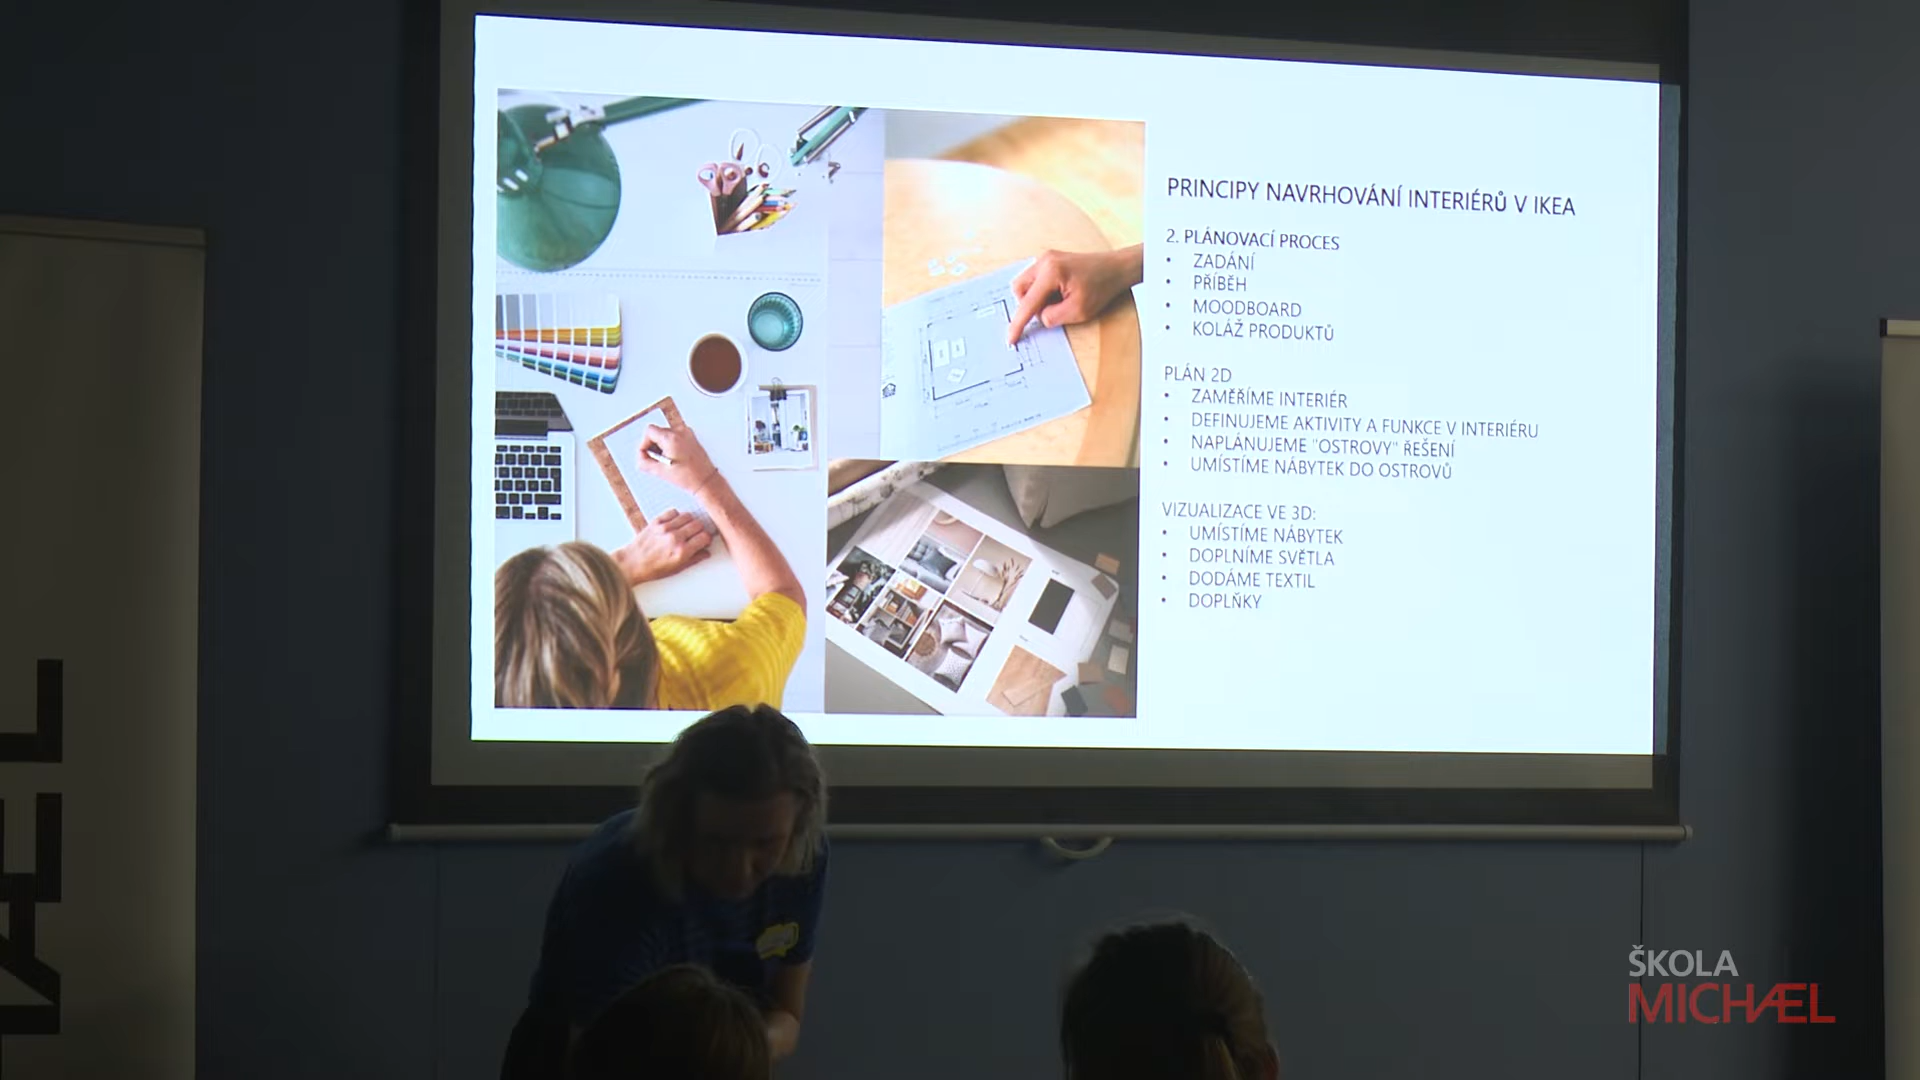 PRINCIPY NAVRHOVÁNÍ INTERIÉRŮ V IKEA
2. PLÁNOVACÍ PROCES
• ZADÁNÍ
• PŘÍBĚH
• MOODBOARD
• KOLÁŽ PRODUKTŮ
PLÁN 2D
• ZAMĚŘÍME INTERIÉR
• DEFINUJEME AKTIVITY A FUNKCE V INTERIÉRU
• NAPLÁNUJEME "OSTROVY" ŘEŠENÍ
• UMÍSTÍME NÁBYTEK DO OSTROVŮ
VIZUALIZACE VE 3D:
• UMÍSTÍME NÁBYTEK
• DOPLNÍME SVĚTLA
• DODÁME TEXTIL
• DOPLŇKY
ÆL
ŠKOLA
MICHÆL